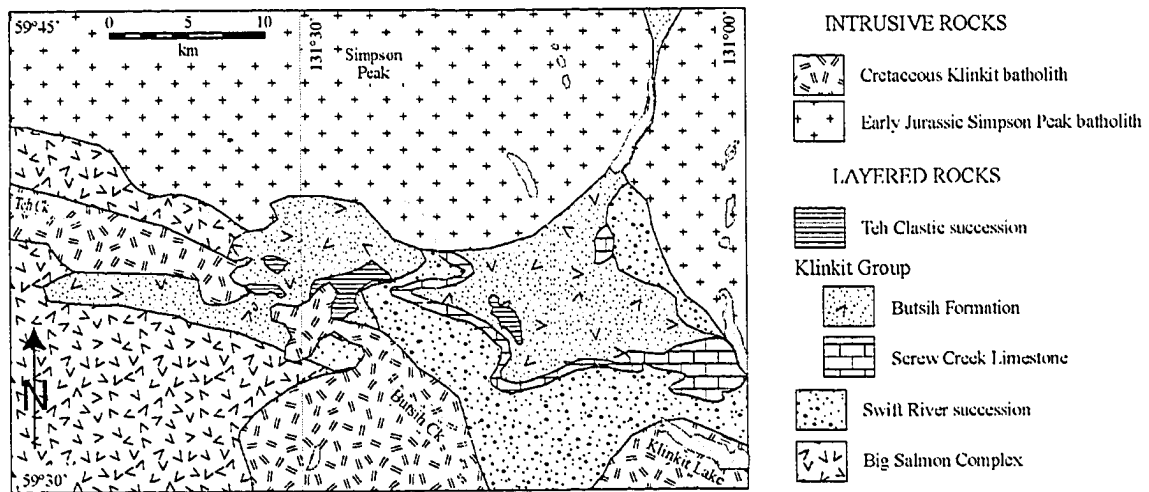 59°45'
0 5 10
km
131°30'
Simpson
Peak
131°00'
Teh Ck.
N
Butsih Ck.
Klinkit Lake
59°30'
INTRUSIVE ROCKS
Cretaceous Klinkit batholith
Early Jurassic Simpson Peak batholith
LAYERED ROCKS
Teh Clastic succession
Klinkit Group
Butsih Formation
Screw Creek Limestone
Swift River succession
Big Salmon Complex